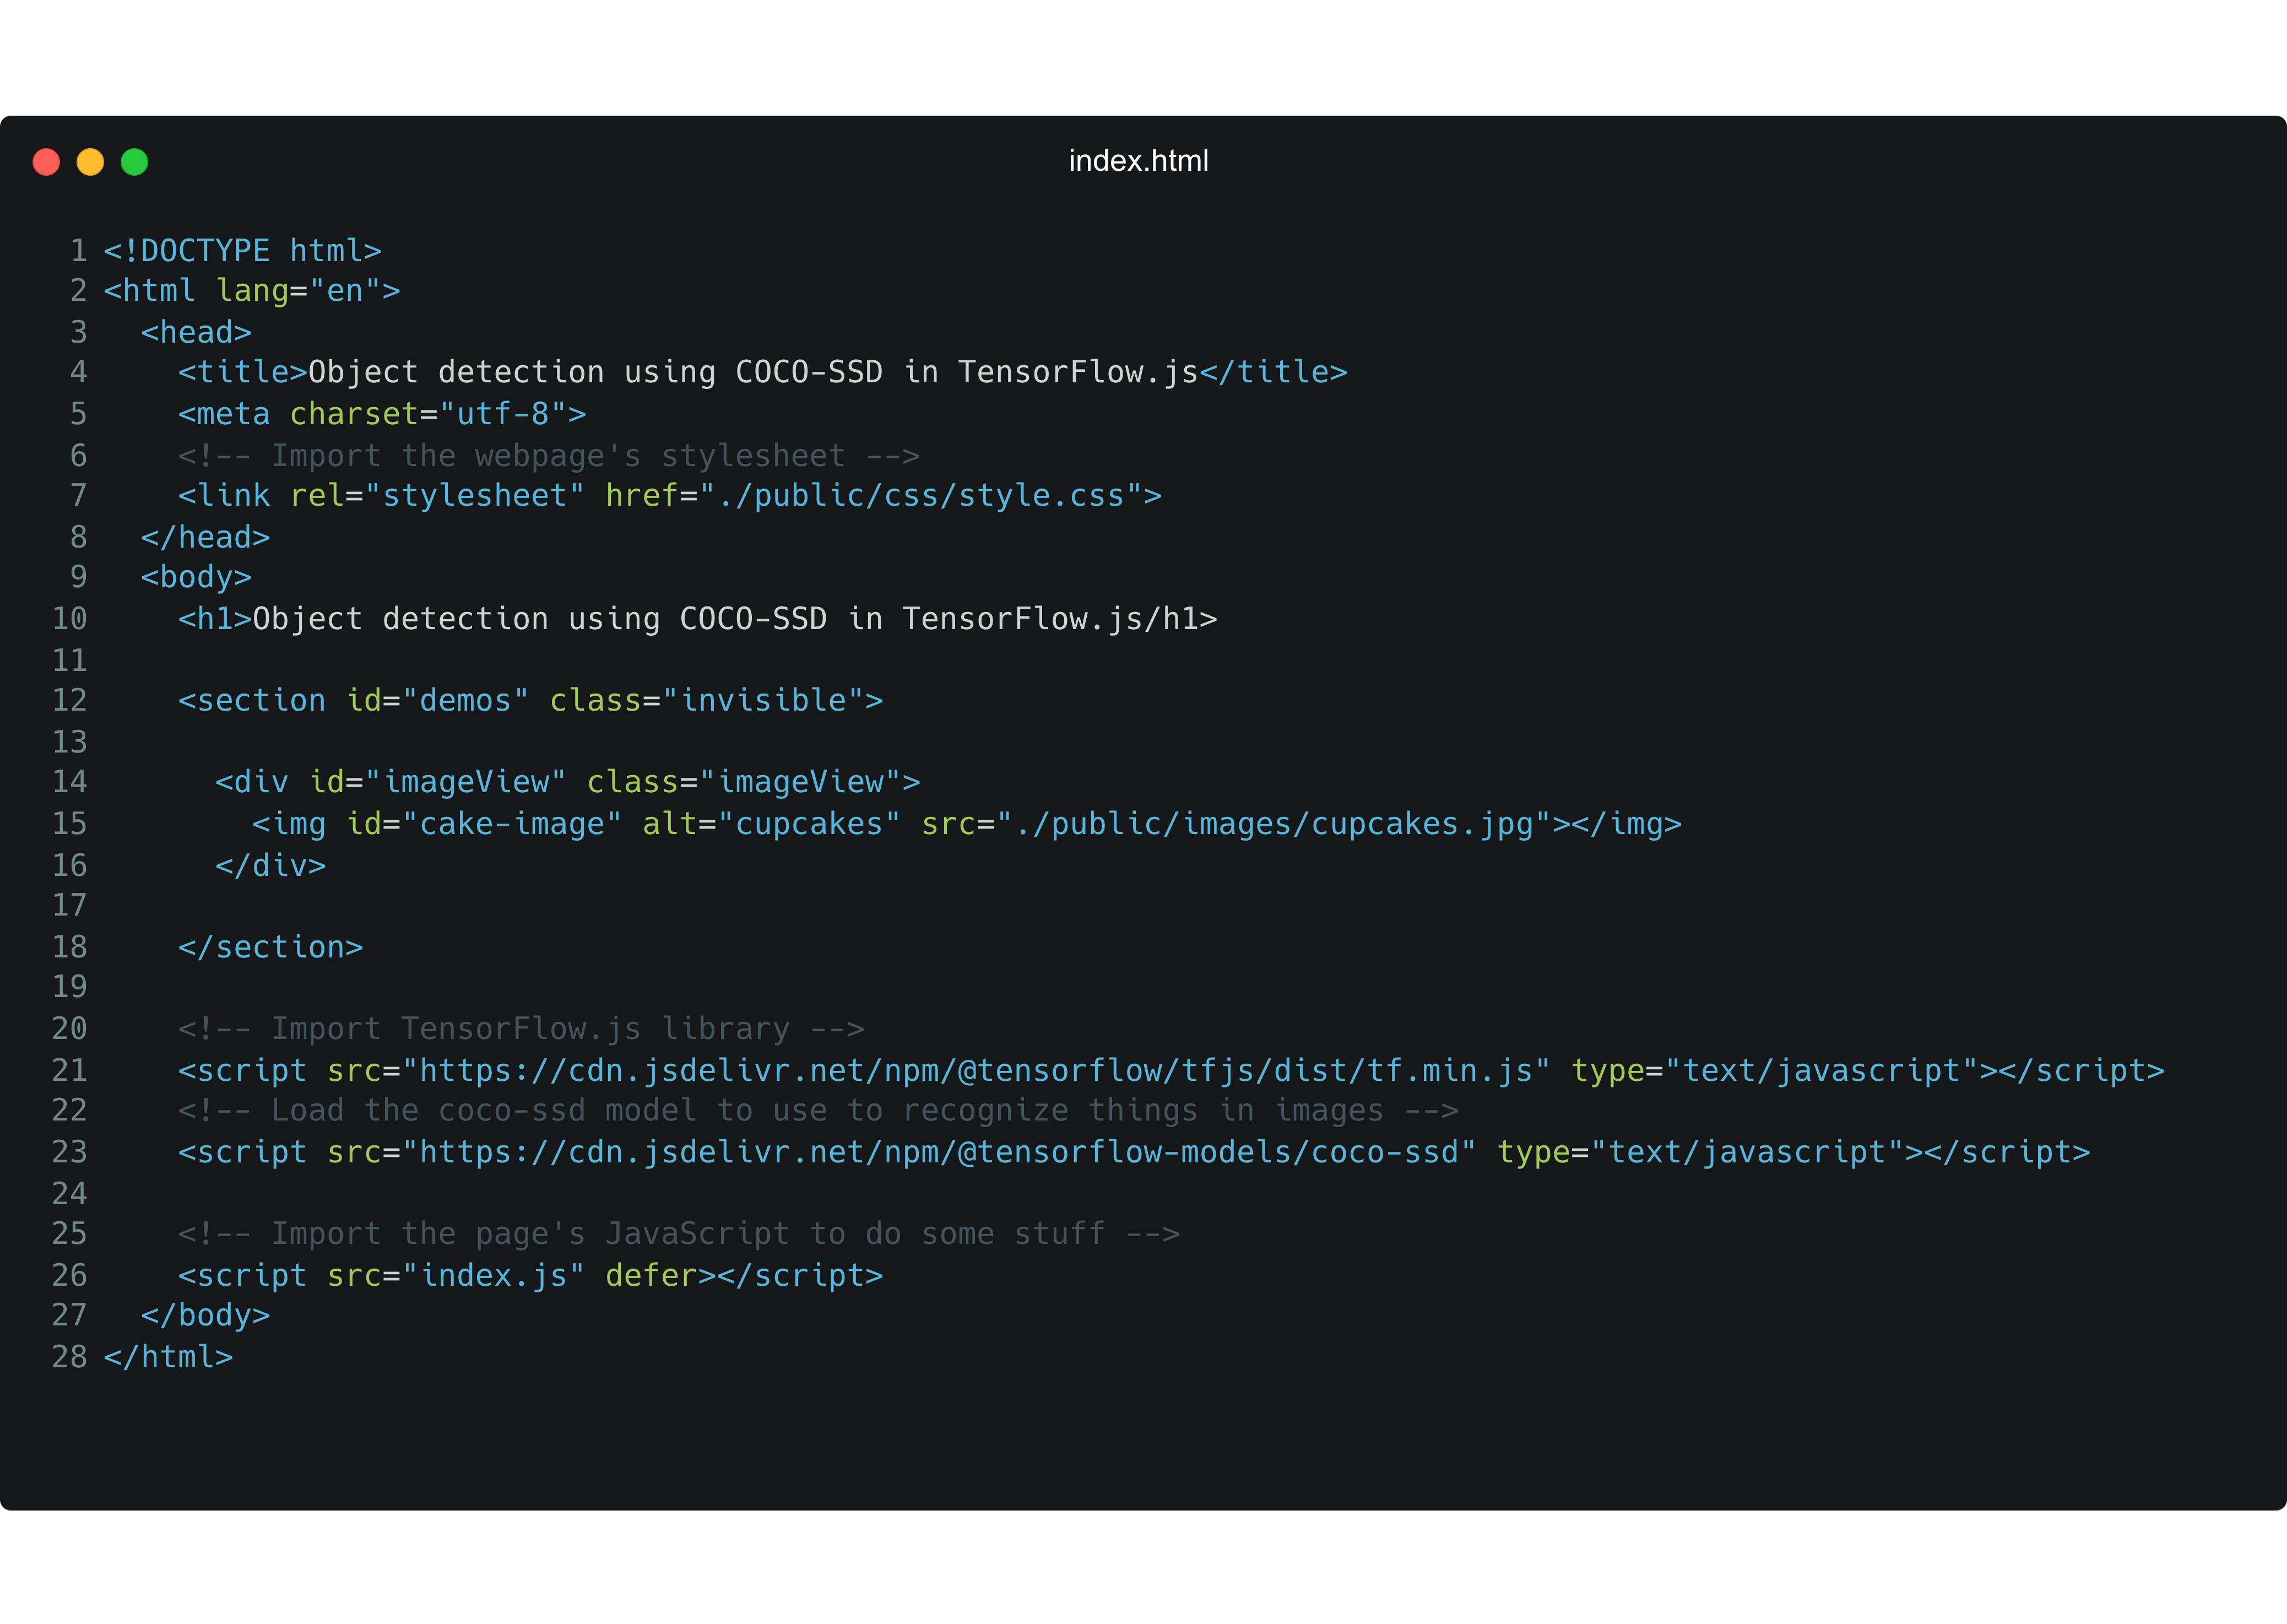 index.html
1 <!DOCTYPE html>
2 <html lang="en">
3   <head>
4     <title>Object detection using COCO-SSD in TensorFlow.js</title>
5     <meta charset="utf-8">
6     <!-- Import the webpage's stylesheet -->
7     <link rel="stylesheet" href="./public/css/style.css">
8   </head>
9   <body>
10     <h1>Object detection using COCO-SSD in TensorFlow.js/h1>
11
12     <section id="demos" class="invisible">
13
14       <div id="imageView" class="imageView">
15         <img id="cake-image" alt="cupcakes" src="./public/images/cupcakes.jpg"></img>
16       </div>
17
18     </section>
19
20     <!-- Import TensorFlow.js library -->
21     <script src="https://cdn.jsdelivr.net/npm/@tensorflow/tfjs/dist/tf.min.js" type="text/javascript"></script>
22     <!-- Load the coco-ssd model to use to recognize things in images -->
23     <script src="https://cdn.jsdelivr.net/npm/@tensorflow-models/coco-ssd" type="text/javascript"></script>
24
25     <!-- Import the page's JavaScript to do some stuff -->
26     <script src="index.js" defer></script>
27   </body>
28 </html>